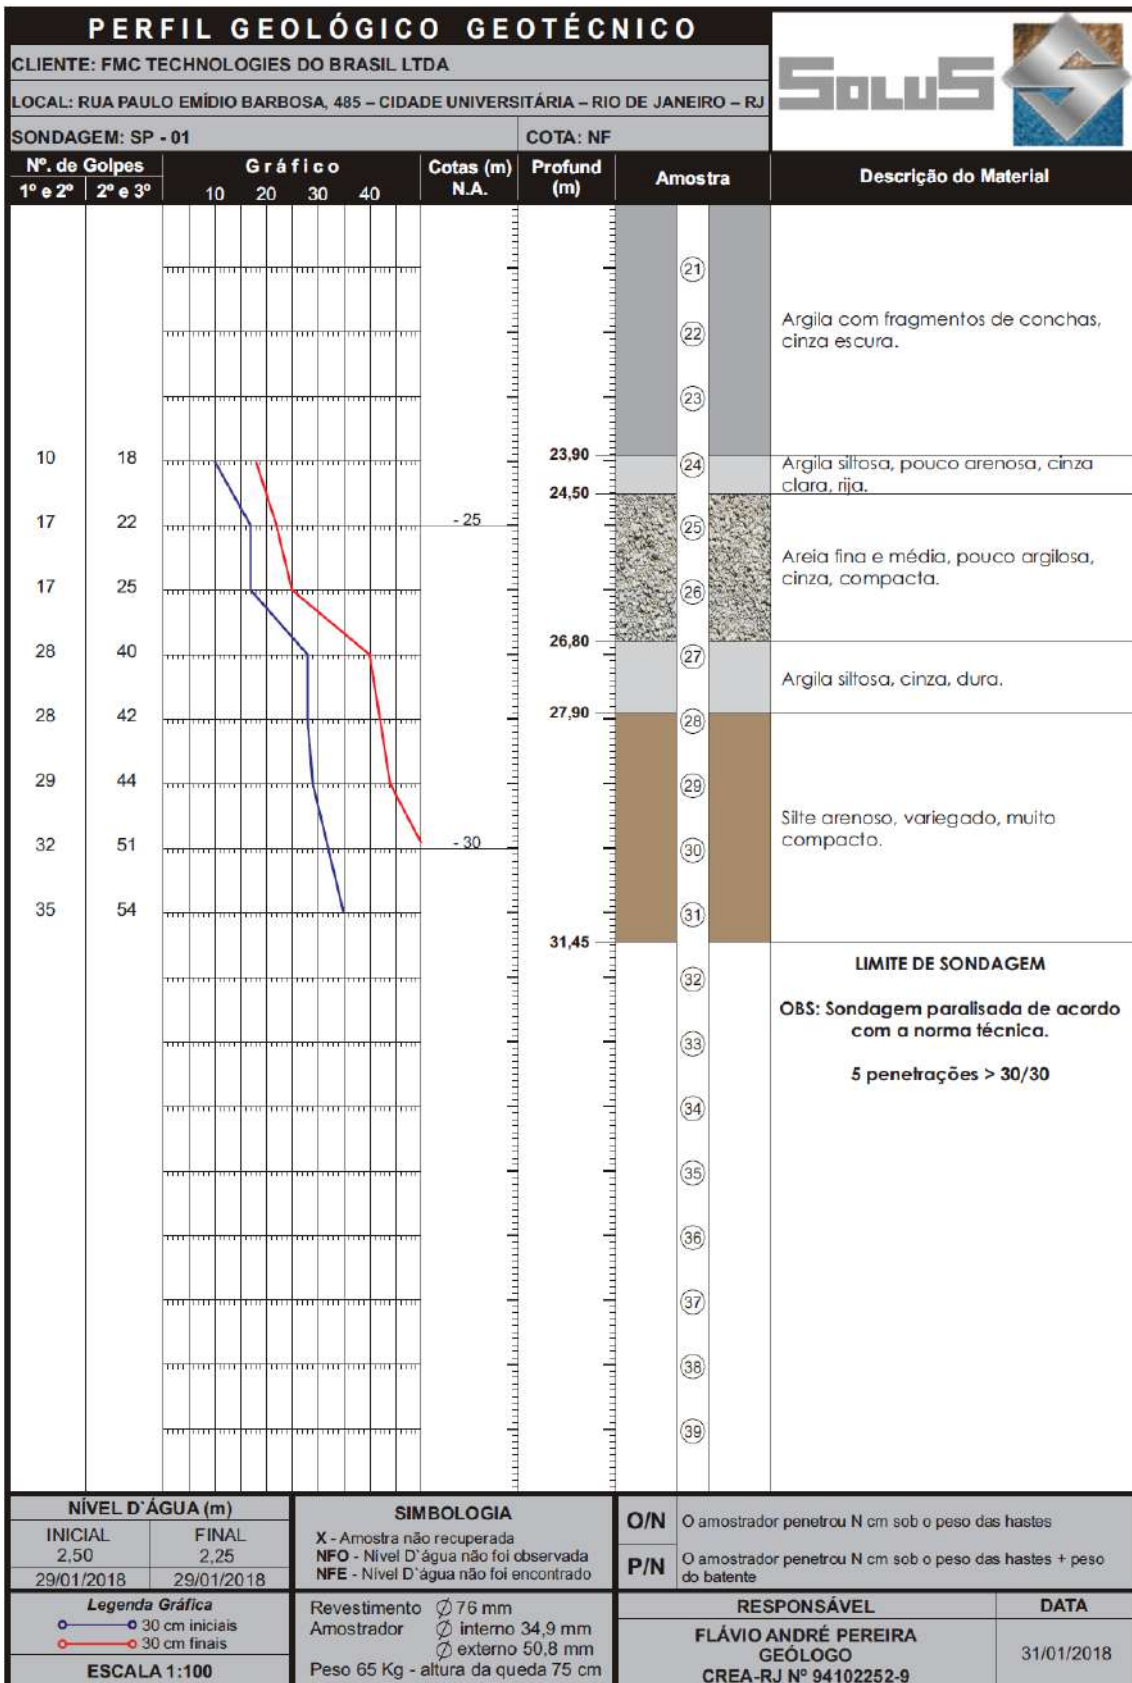 PERFIL GEOLÓGICO GEOTÉCNICO
CLIENTE: FMC TECHNOLOGIES DO BRASIL LTDA
LOCAL: RUA PAULO EMÍDIO BARBOSA, 485 – CIDADE UNIVERSITÁRIA – RIO DE JANEIRO – RJ
SONDAGEM: SP - 01 COTA: NF
SOLUS
S
Nº. de Golpes Gráfico Cotas (m) Profund Amostra Descrição do Material
1º e 2º 2º e 3º 10 20 30 40 N.A. (m)
21
Argila com fragmentos de conchas,
22
cinza escura.
23
10 18 23,90
24 Argila siltosa, pouco arenosa, cinza
clara, rija.
24,50
17 22 - 25 25
Areia fina e média, pouco argilosa,
cinza, compacta.
17 25 26
26,80
28 40 27
Argila siltosa, cinza, dura.
27,90
28 42 28
29 44 29
Silte arenoso, variegado, muito
compacto.
32 51 - 30 30
35 54 31
31,45
LIMITE DE SONDAGEM
32
OBS: Sondagem paralisada de acordo
com a norma técnica.
33
5 penetrações > 30/30
34
35
36
37
38
39
NÍVEL D`ÁGUA (m)
INICIAL FINAL
2,50 2,25
29/01/2018 29/01/2018
SIMBOLOGIA
X - Amostra não recuperada
NFO - Nivel D`água não foi observada
NFE - Nivel D`água não foi encontrado
O/N O amostrador penetrou N cm sob o peso das hastes
P/N O amostrador penetrou N cm sob o peso das hastes + peso
do batente
Legenda Gráfica
30 cm iniciais
30 cm finais
ESCALA 1:100
Revestimento ∅ 76 mm
Amostrador ∅ interno 34,9 mm
∅ externo 50,8 mm
Peso 65 Kg - altura da queda 75 cm
RESPONSÁVEL DATA
FLÁVIO ANDRÉ PEREIRA
GEÓLOGO
CREA-RJ Nº 94102252-9
31/01/2018